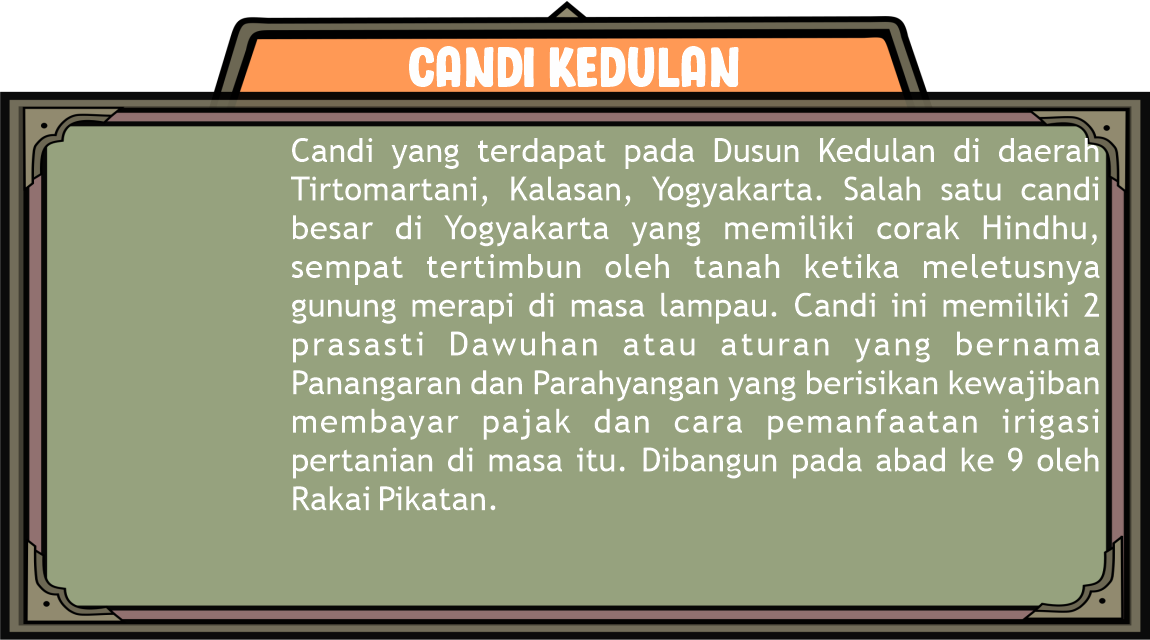 CANDI KEDULAN
Candi yang terdapat pada Dusun Kedulan di daerah
Tirtomartani, Kalasan, Yogyakarta. Salah satu candi
besar di Yogyakarta yang memiliki corak Hindhu,
sempat tertimbun oleh tanah ketika meletusnya
gunung merapi di masa lampau. Candi ini memiliki 2
prasasti Dawuhan atau aturan yang bernama
Panangaran dan Parahyangan yang berisikan kewajiban
membayar pajak dan cara pemanfaatan irigasi
pertanian di masa itu. Dibangun pada abad ke 9 oleh
Rakai Pikatan.